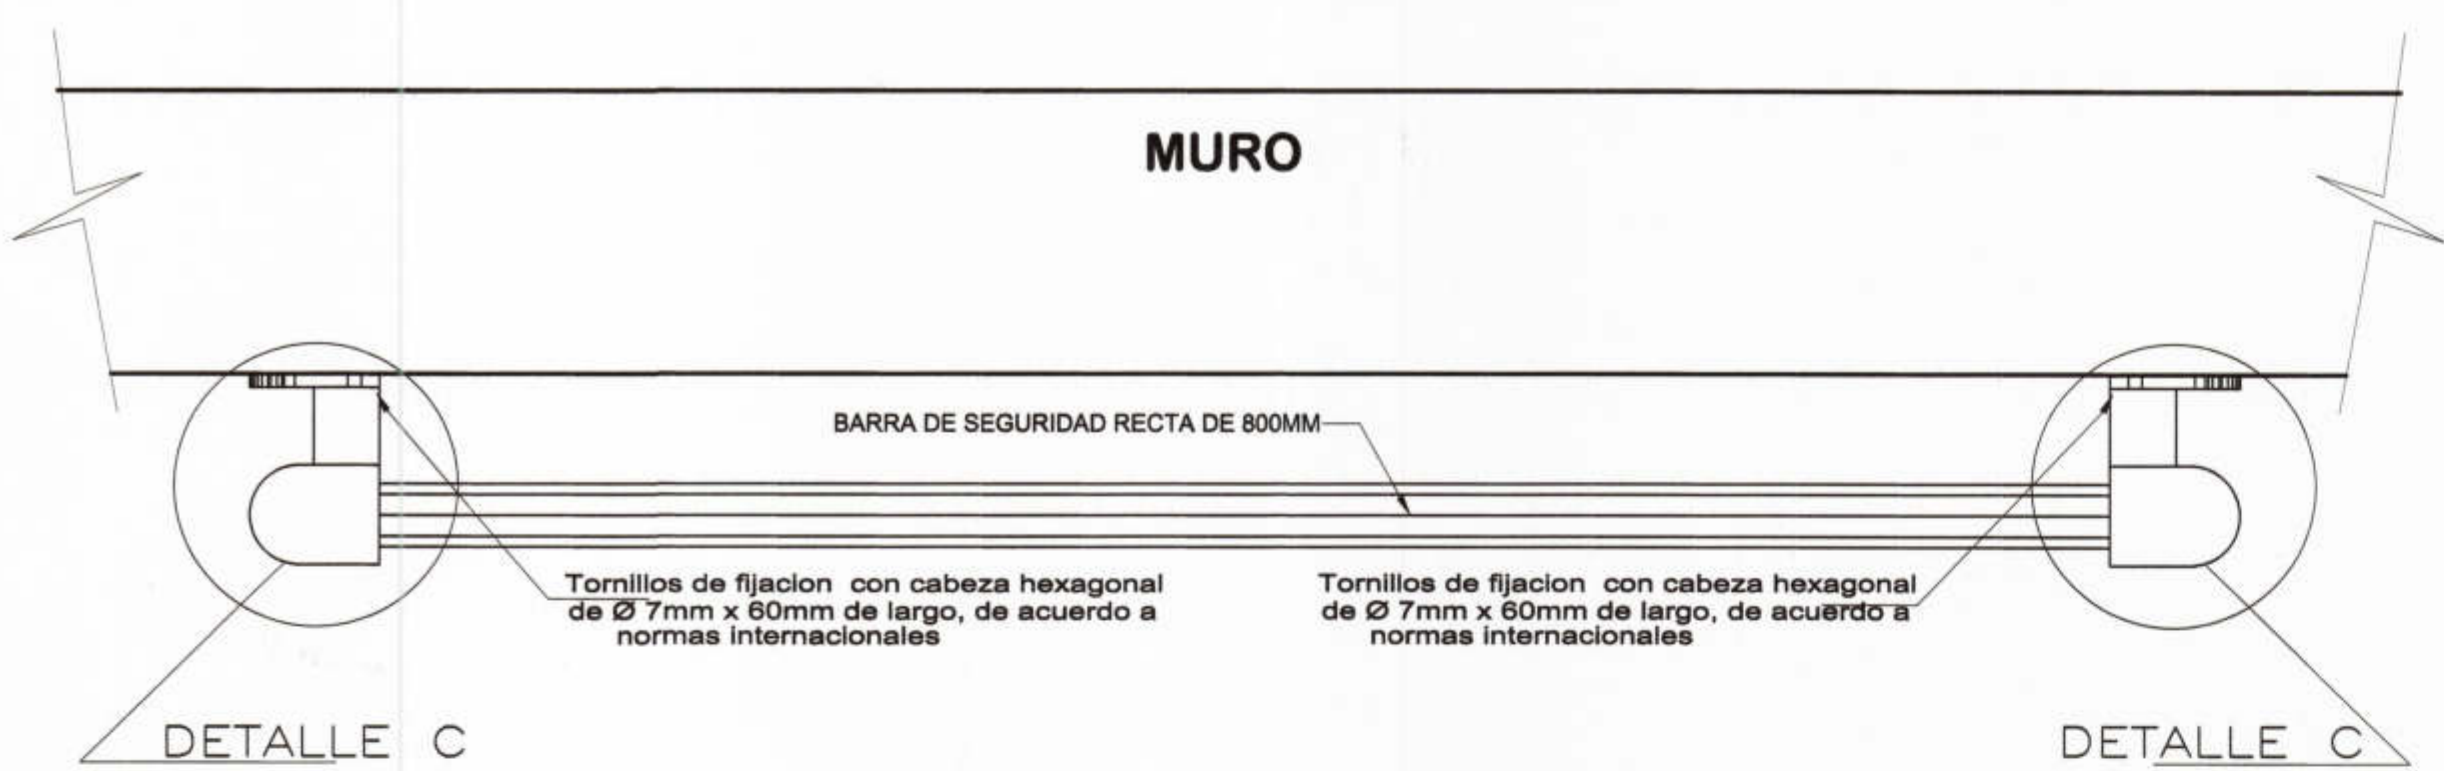 MURO
BARRA DE SEGURIDAD RECTA DE 800MM
Tornillos de fijacion con cabeza hexagonal
de Ø 7mm x 60mm de largo, de acuerdo a
normas internacionales
Tornillos de fijacion con cabeza hexagonal
de Ø 7mm x 60mm de largo, de acuerdo a
normas internacionales
DETALLE C
DETALLE C